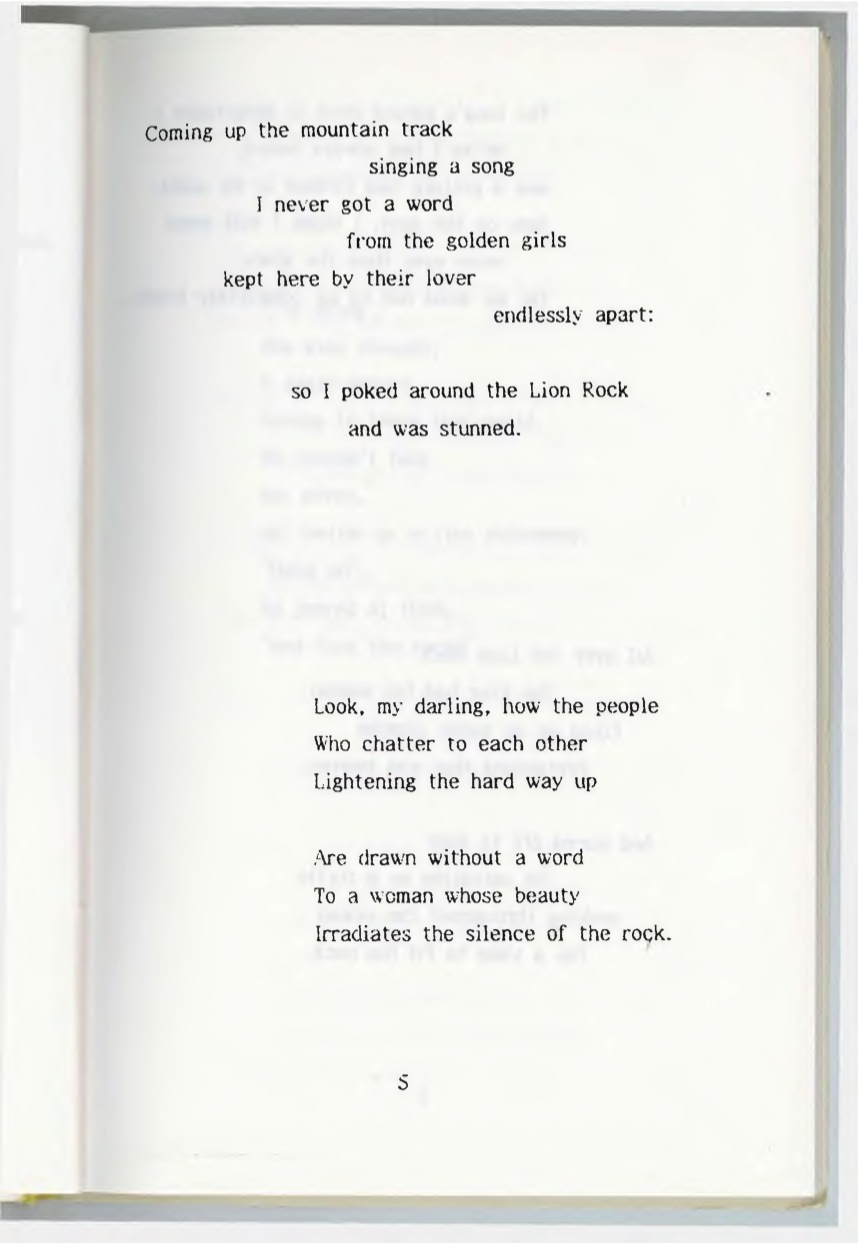 Coming up the mountain track
singing a song
I never got a word
from the golden girls
kept here by their lover
endlessly apart:
so I poked around the Lion Rock
and was stunned.
Look, my darling, how the people
Who chatter to each other
Lightening the hard way up
Are drawn without a word
To a woman whose beauty
Irradiates the silence of the rock.
5